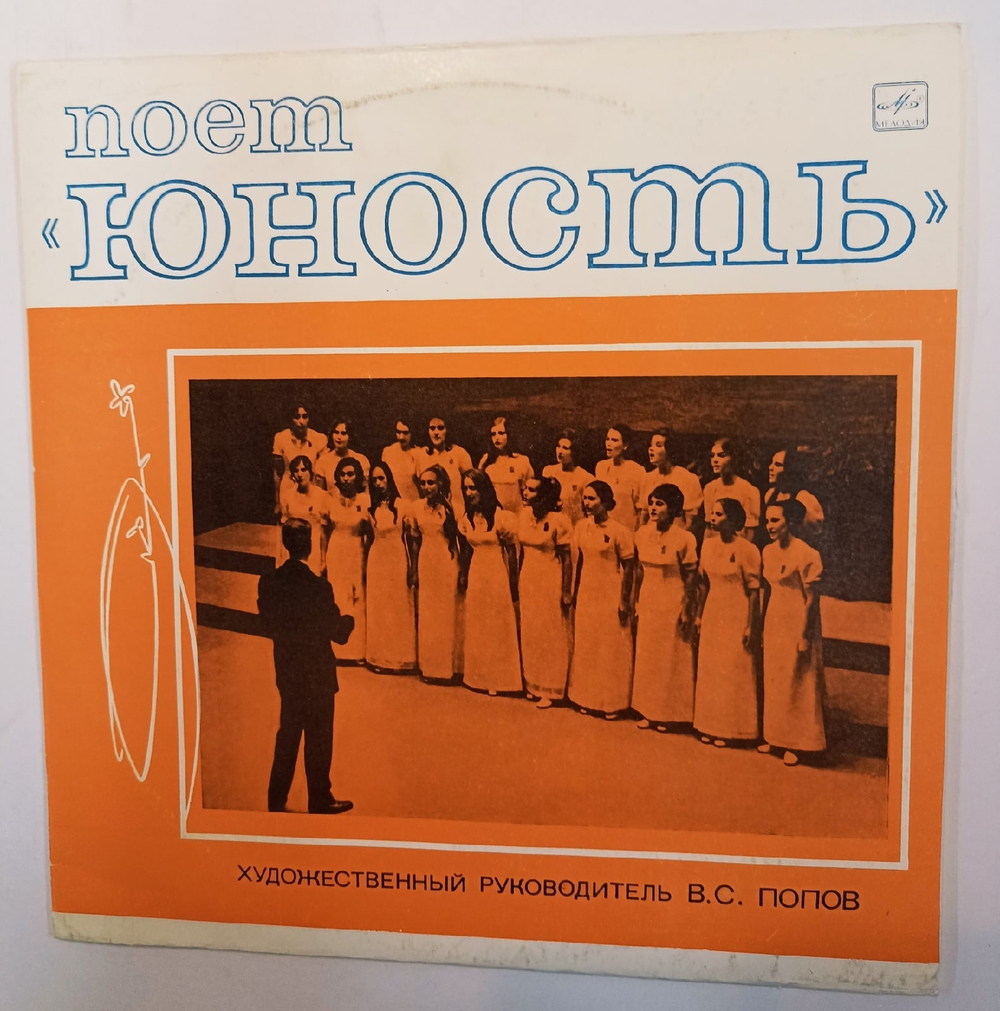 поет
МЕЛОДИЯ
«ЮНОСТЬ»
ХУДОЖЕСТВЕННЫЙ РУКОВОДИТЕЛЬ В.С. ПОПОВ